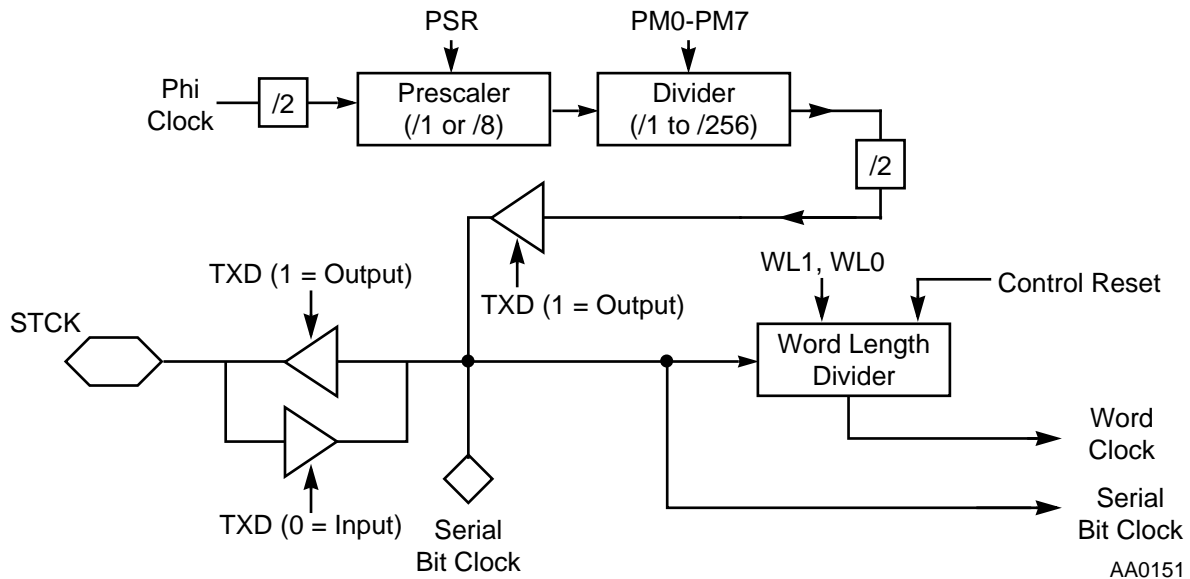 PSR
PM0-PM7
Phi
Clock
/2
Prescaler
(/1 or /8)
Divider
(/1 to /256)
/2
TXD (1 = Output)
TXD (1 = Output)
WL1, WL0
Control Reset
STCK
Word Length
Divider
Word
Clock
TXD (0 = Input)
Serial
Bit Clock
Serial
Bit Clock
AA0151